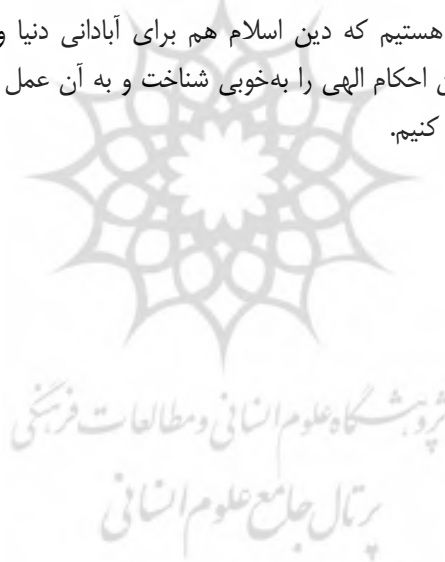 هستیم که دین اسلام هم برای آبادانی دنیا و
احکام الهی را به‌خوبی شناخت و به آن عمل
کنیم.
پژوهشگاه علوم انسانی و مطالعات فرهنگی
پرتال جامع علوم انسانی